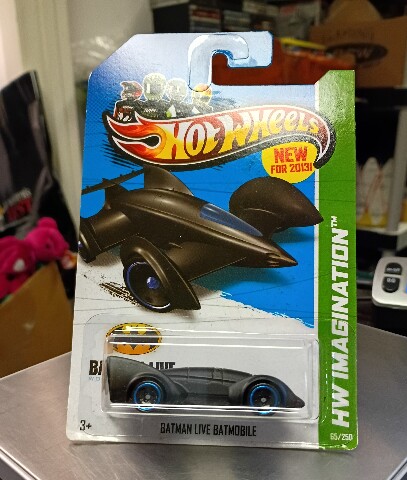 HOT WHEELS
NEW
FOR 2013!
HW IMAGINATION™
65/250
3+
BATMAN LIVE BATMOBILE